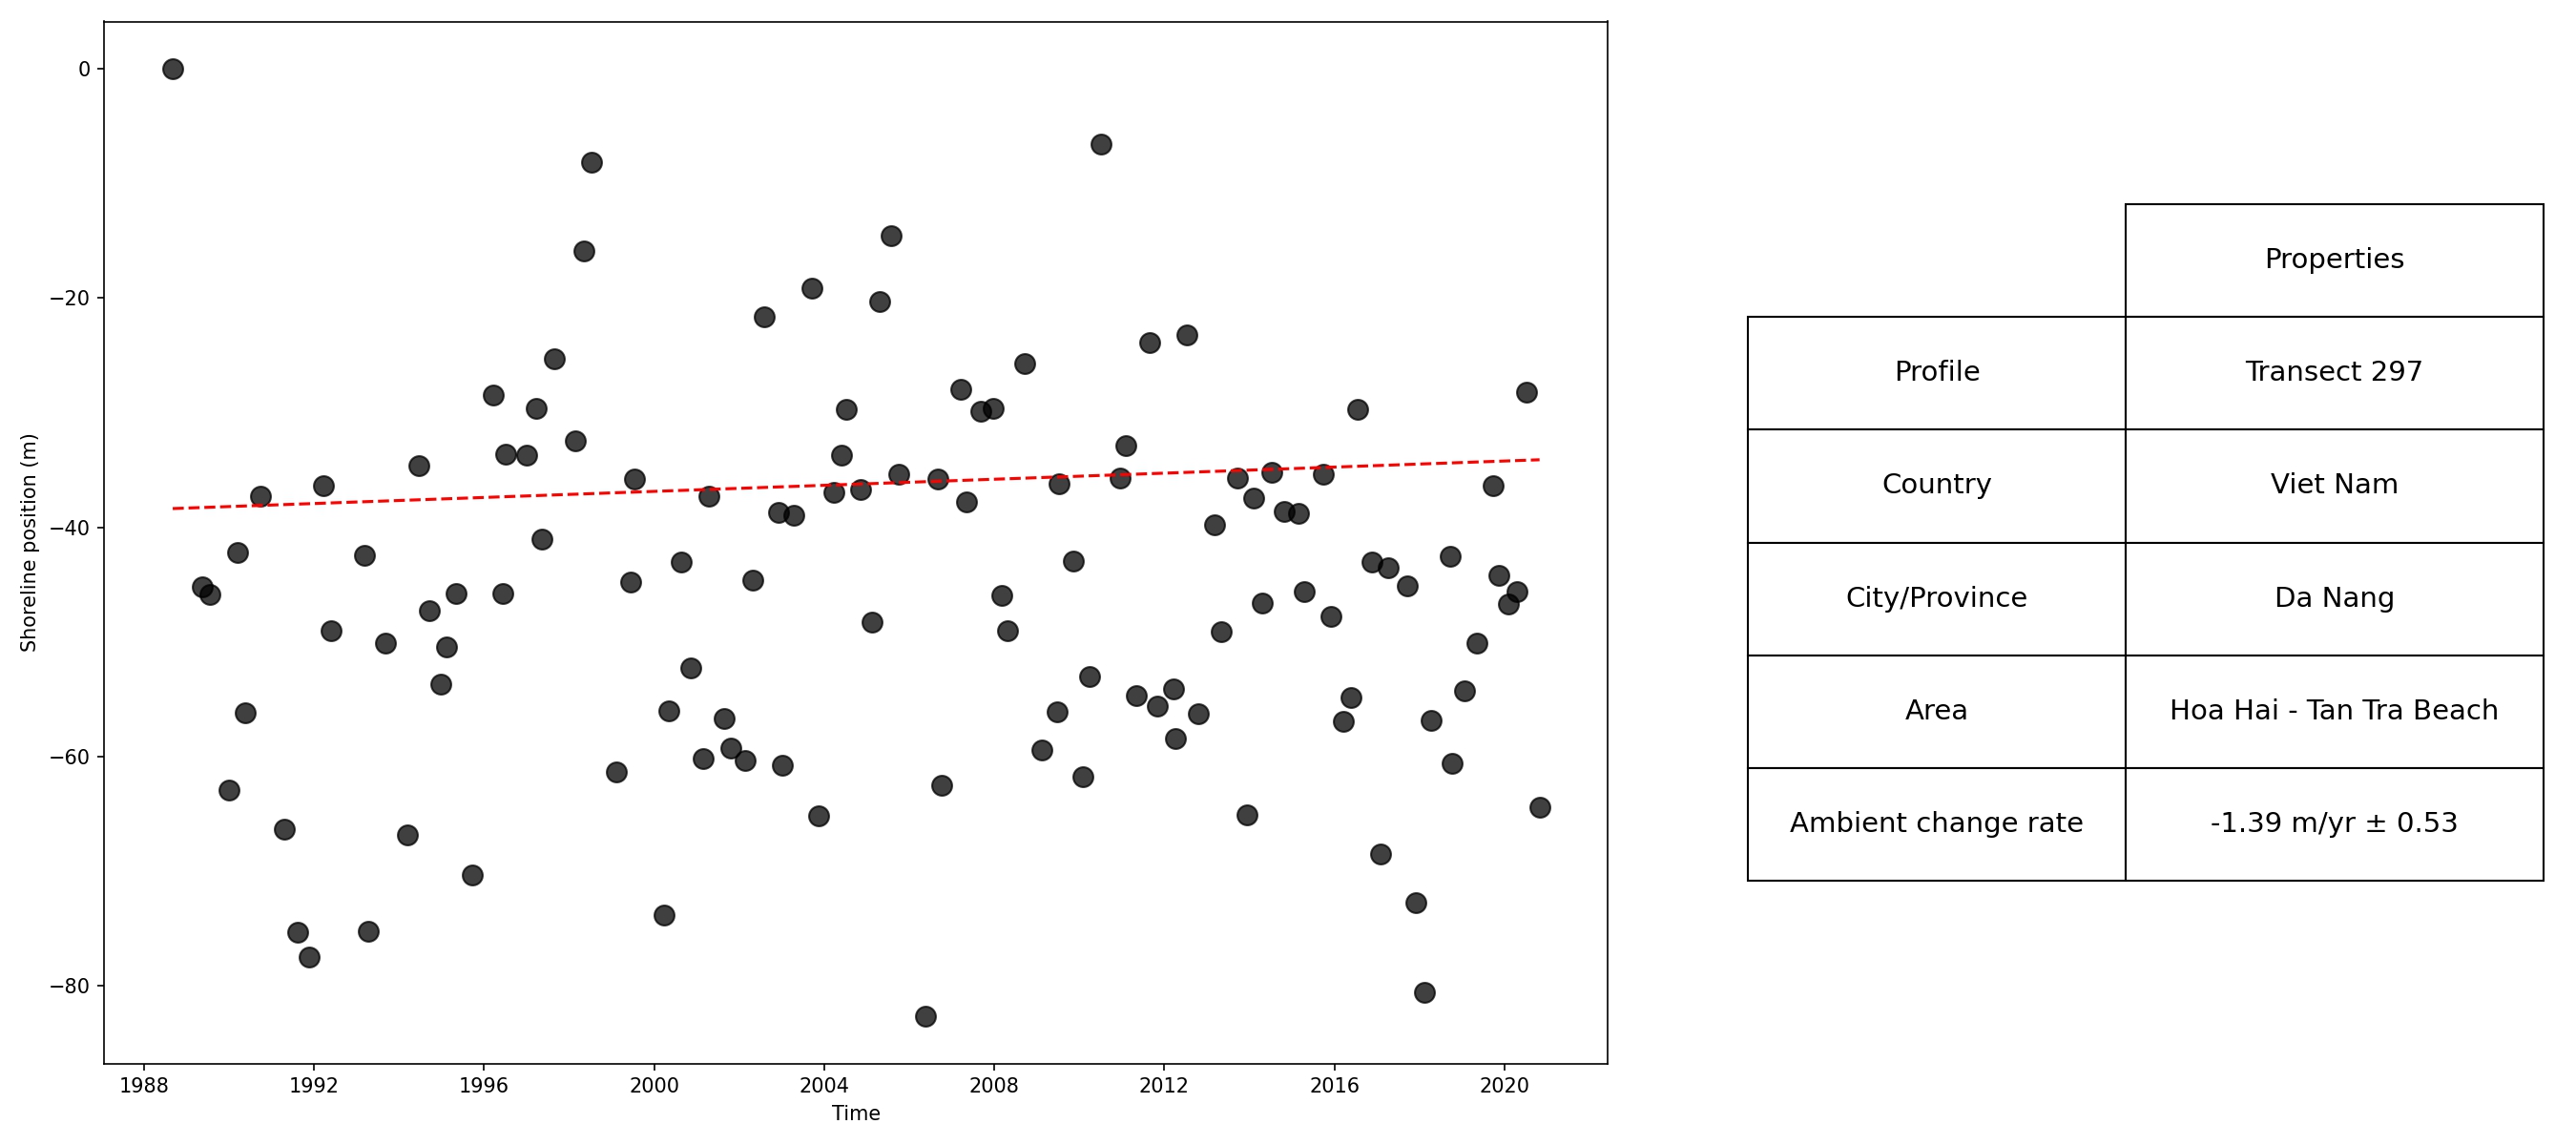 0
−20
−40
−60
−80
Shoreline position (m)
1988 1992 1996 2000 2004 2008 2012 2016 2020
Time
Properties
Profile Transect 297
Country Viet Nam
City/Province Da Nang
Area Hoa Hai - Tan Tra Beach
Ambient change rate -1.39 m/yr ± 0.53